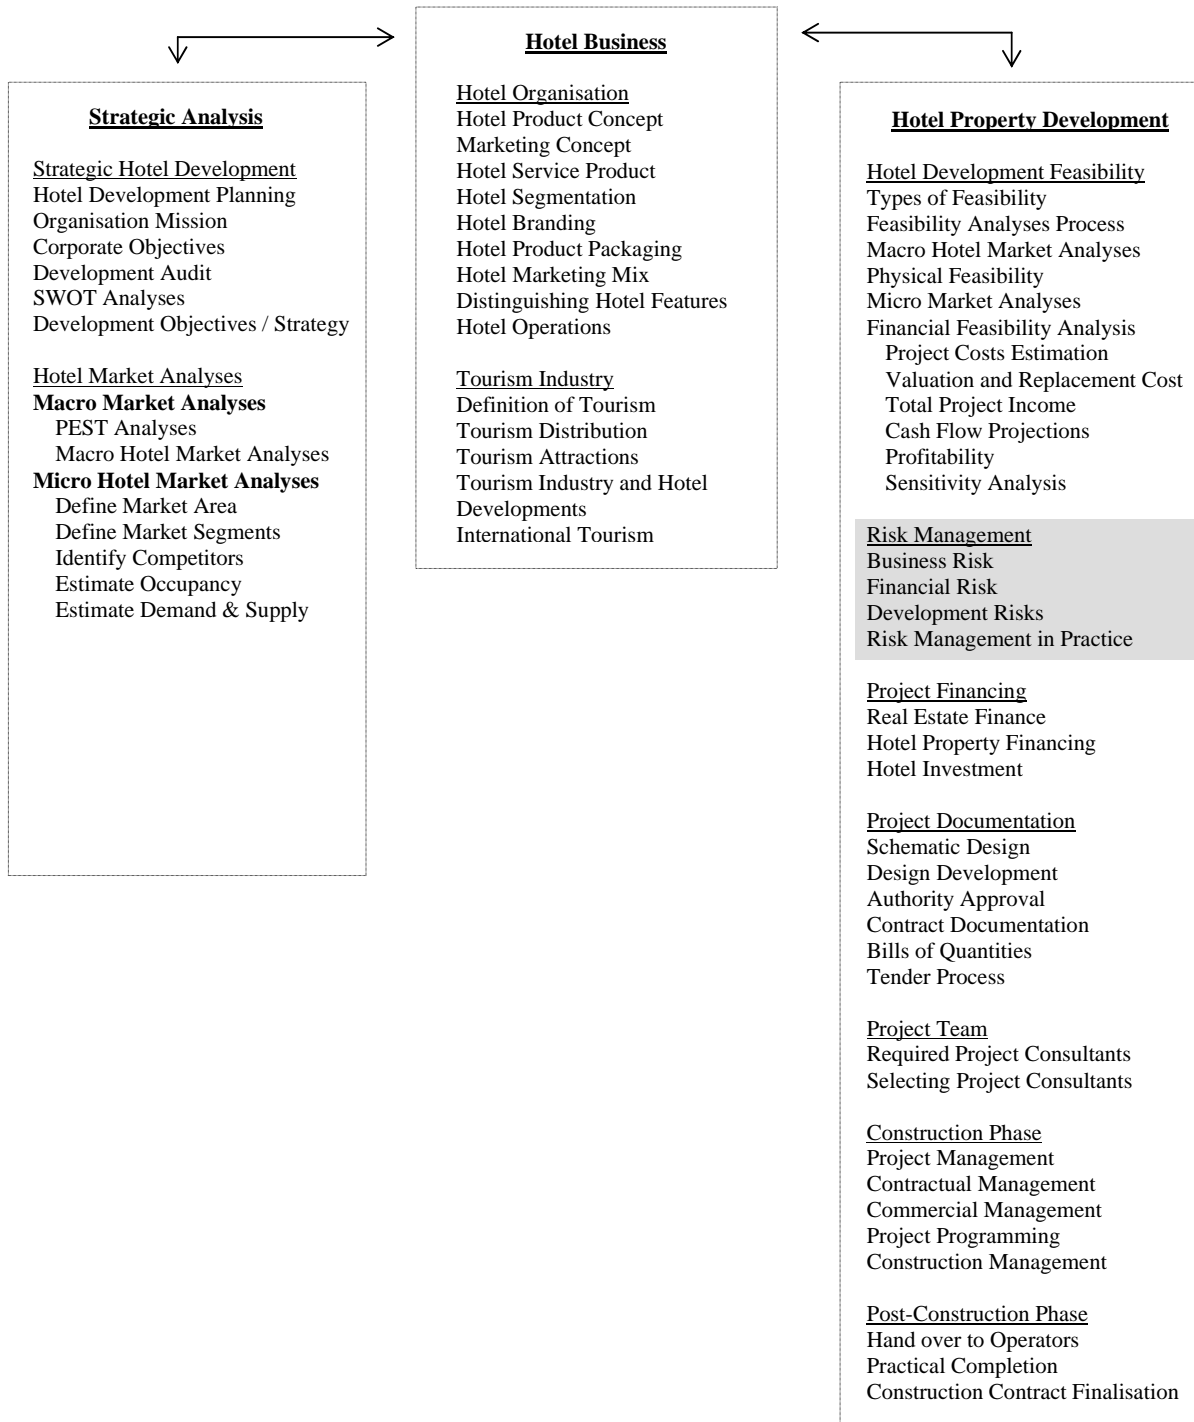 Hotel Business
Hotel Organisation
Hotel Product Concept
Marketing Concept
Hotel Service Product
Hotel Segmentation
Hotel Branding
Hotel Product Packaging
Hotel Marketing Mix
Distinguishing Hotel Features
Hotel Operations
Tourism Industry
Definition of Tourism
Tourism Distribution
Tourism Attractions
Tourism Industry and Hotel
Developments
International Tourism
Strategic Analysis
Strategic Hotel Development
Hotel Development Planning
Organisation Mission
Corporate Objectives
Development Audit
SWOT Analyses
Development Objectives / Strategy
Hotel Market Analyses
Macro Market Analyses
PEST Analyses
Macro Hotel Market Analyses
Micro Hotel Market Analyses
Define Market Area
Define Market Segments
Identify Competitors
Estimate Occupancy
Estimate Demand & Supply
Hotel Property Development
Hotel Development Feasibility
Types of Feasibility
Feasibility Analyses Process
Macro Hotel Market Analyses
Physical Feasibility
Micro Market Analyses
Financial Feasibility Analysis
Project Costs Estimation
Valuation and Replacement Cost
Total Project Income
Cash Flow Projections
Profitability
Sensitivity Analysis
Risk Management
Business Risk
Financial Risk
Development Risks
Risk Management in Practice
Project Financing
Real Estate Finance
Hotel Property Financing
Hotel Investment
Project Documentation
Schematic Design
Design Development
Authority Approval
Contract Documentation
Bills of Quantities
Tender Process
Project Team
Required Project Consultants
Selecting Project Consultants
Construction Phase
Project Management
Contractual Management
Commercial Management
Project Programming
Construction Management
Post-Construction Phase
Hand over to Operators
Practical Completion
Construction Contract Finalisation